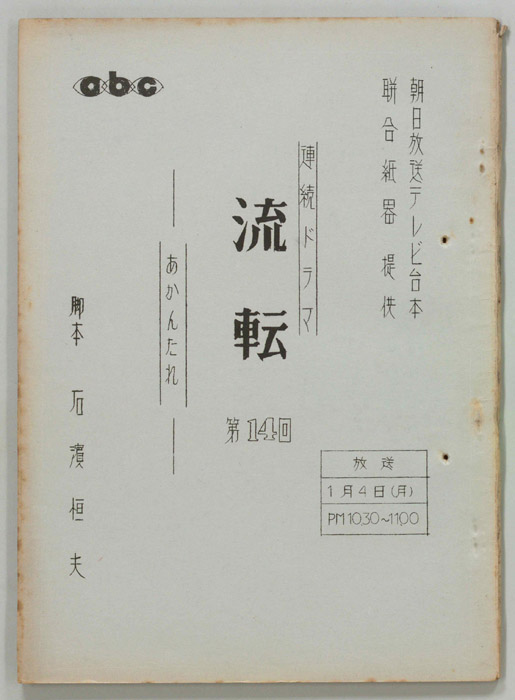 朝日放送テレビ台本
聯合紙器提供
連続ドラマ
流転
第14回
あかんたれ
脚本 石濱恒夫
abc
放送
1月4日(月)
PM10.30~11.00